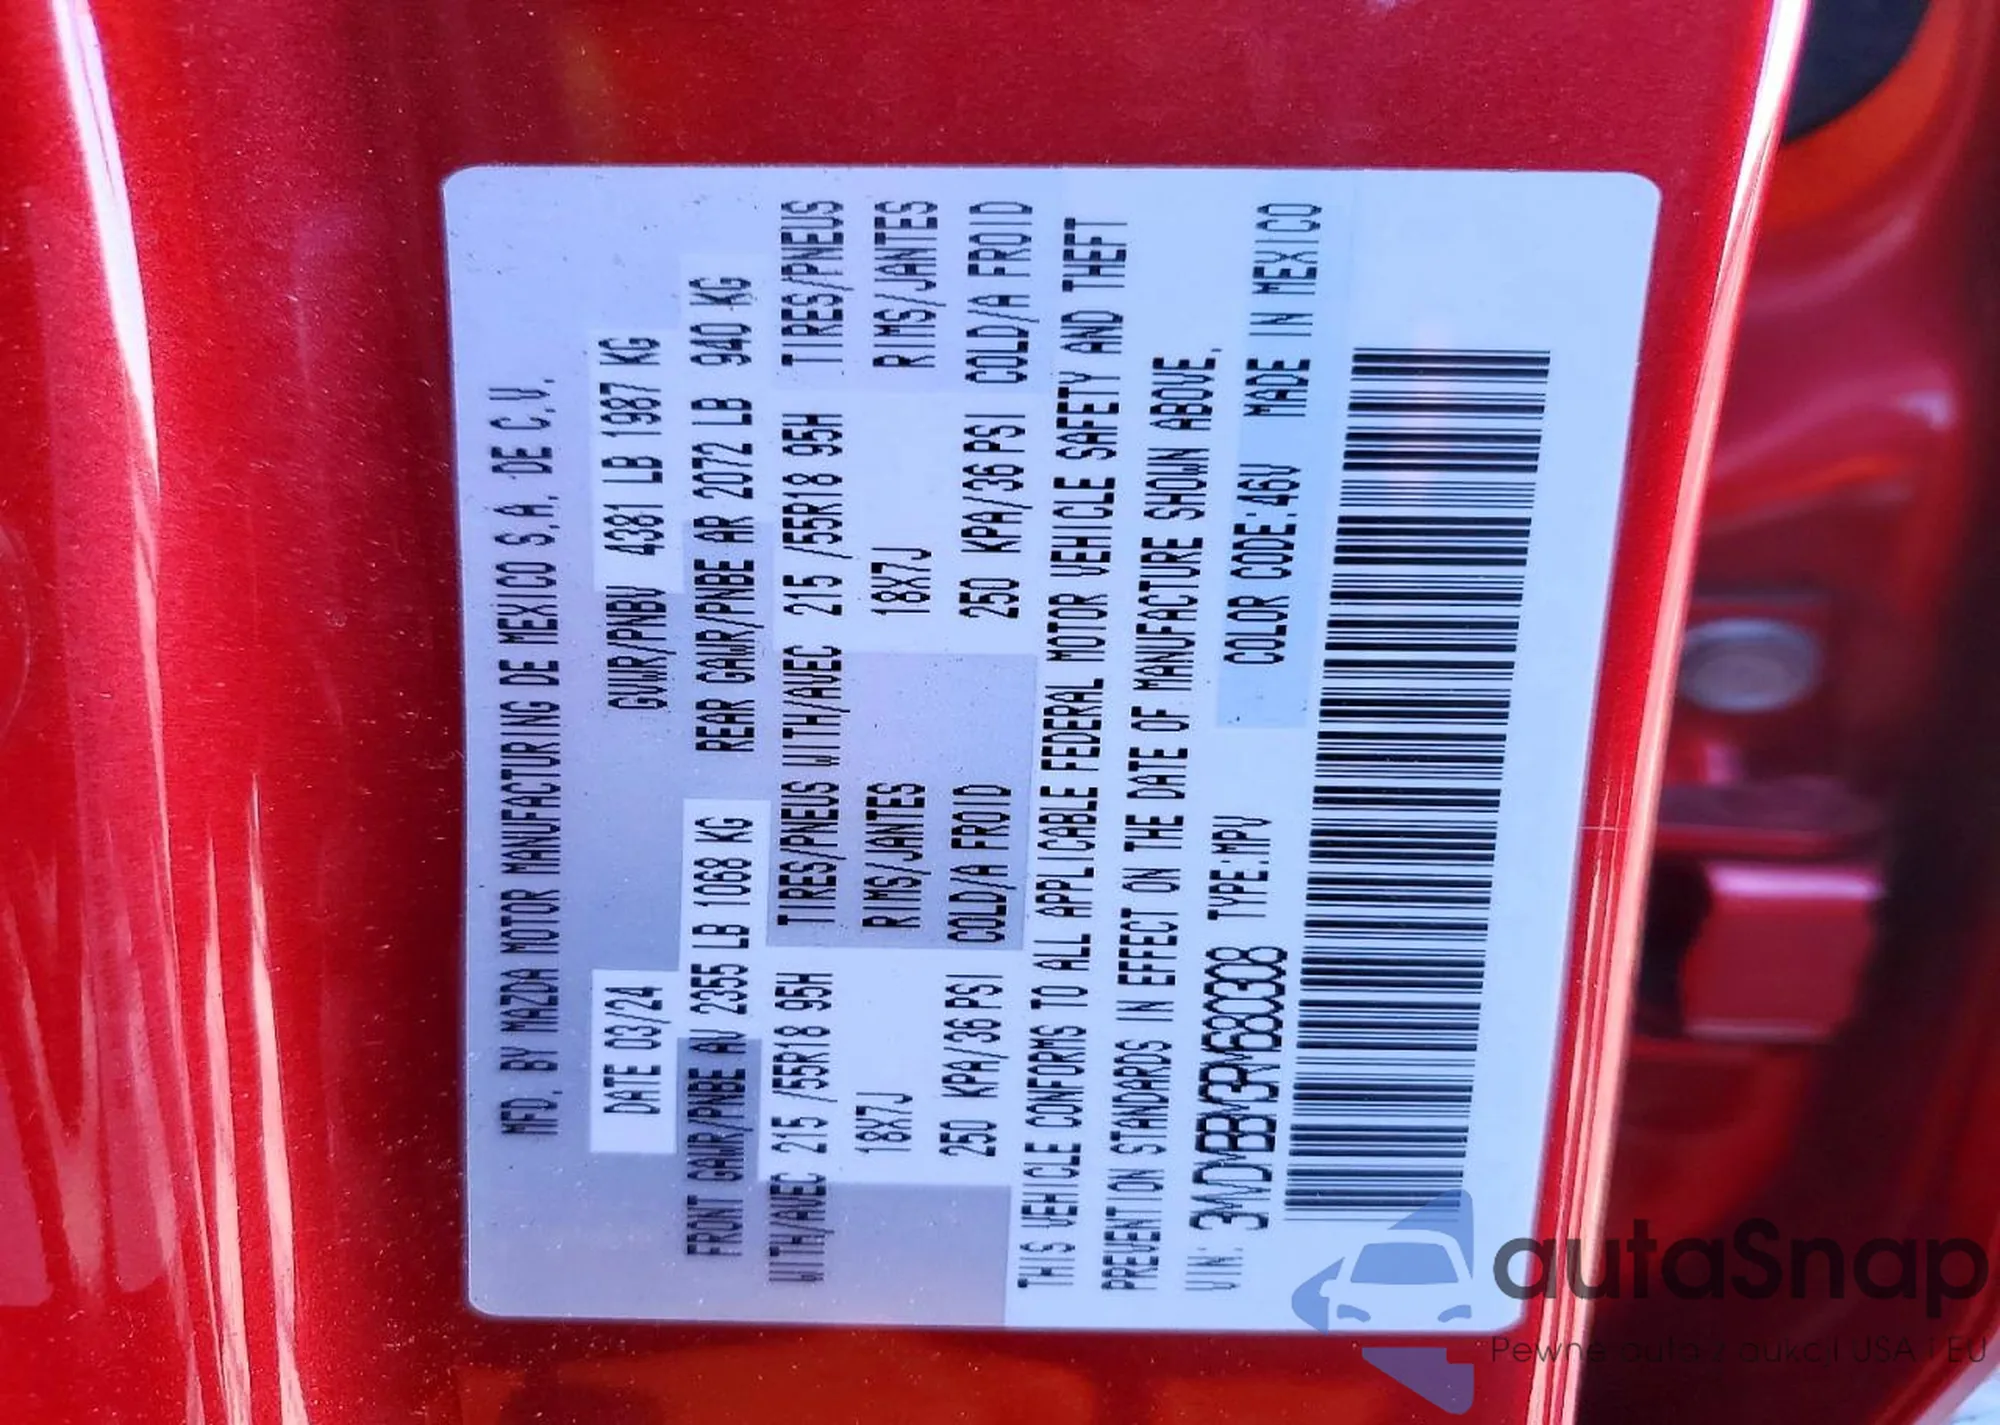 MFD. BY MAZDA MOTOR MANUFACTURING DE MEXICO S.A. DE C.V.
DATE 03/24 GVWR/PNBV 4381 LB 1987 KG
FRONT GAWR/PNBE AV 2355 LB 1068 KG REAR GAWR/PNBE AR 2072 LB 940 KG
WITH/AVEC 215 /55R18 95H TIRES/PNEUS WITH/AVEC 215 /55R18 95H TIRES/PNEUS
18X7J RIMS/JANTES 18X7J RIMS/JANTES
250 KPA/36 PSI COLD/A FROID 250 KPA/36 PSI COLD/A FROID
THIS VEHICLE CONFORMS TO ALL APPLICABLE FEDERAL MOTOR VEHICLE SAFETY AND THEFT
PREVENTION STANDARDS IN EFFECT ON THE DATE OF MANUFACTURE SHOWN ABOVE.
VIN: TYPE:MPV COLOR CODE:46V MADE IN MEXICO
autaSnap
Pewne auta z aukcji USA i EU